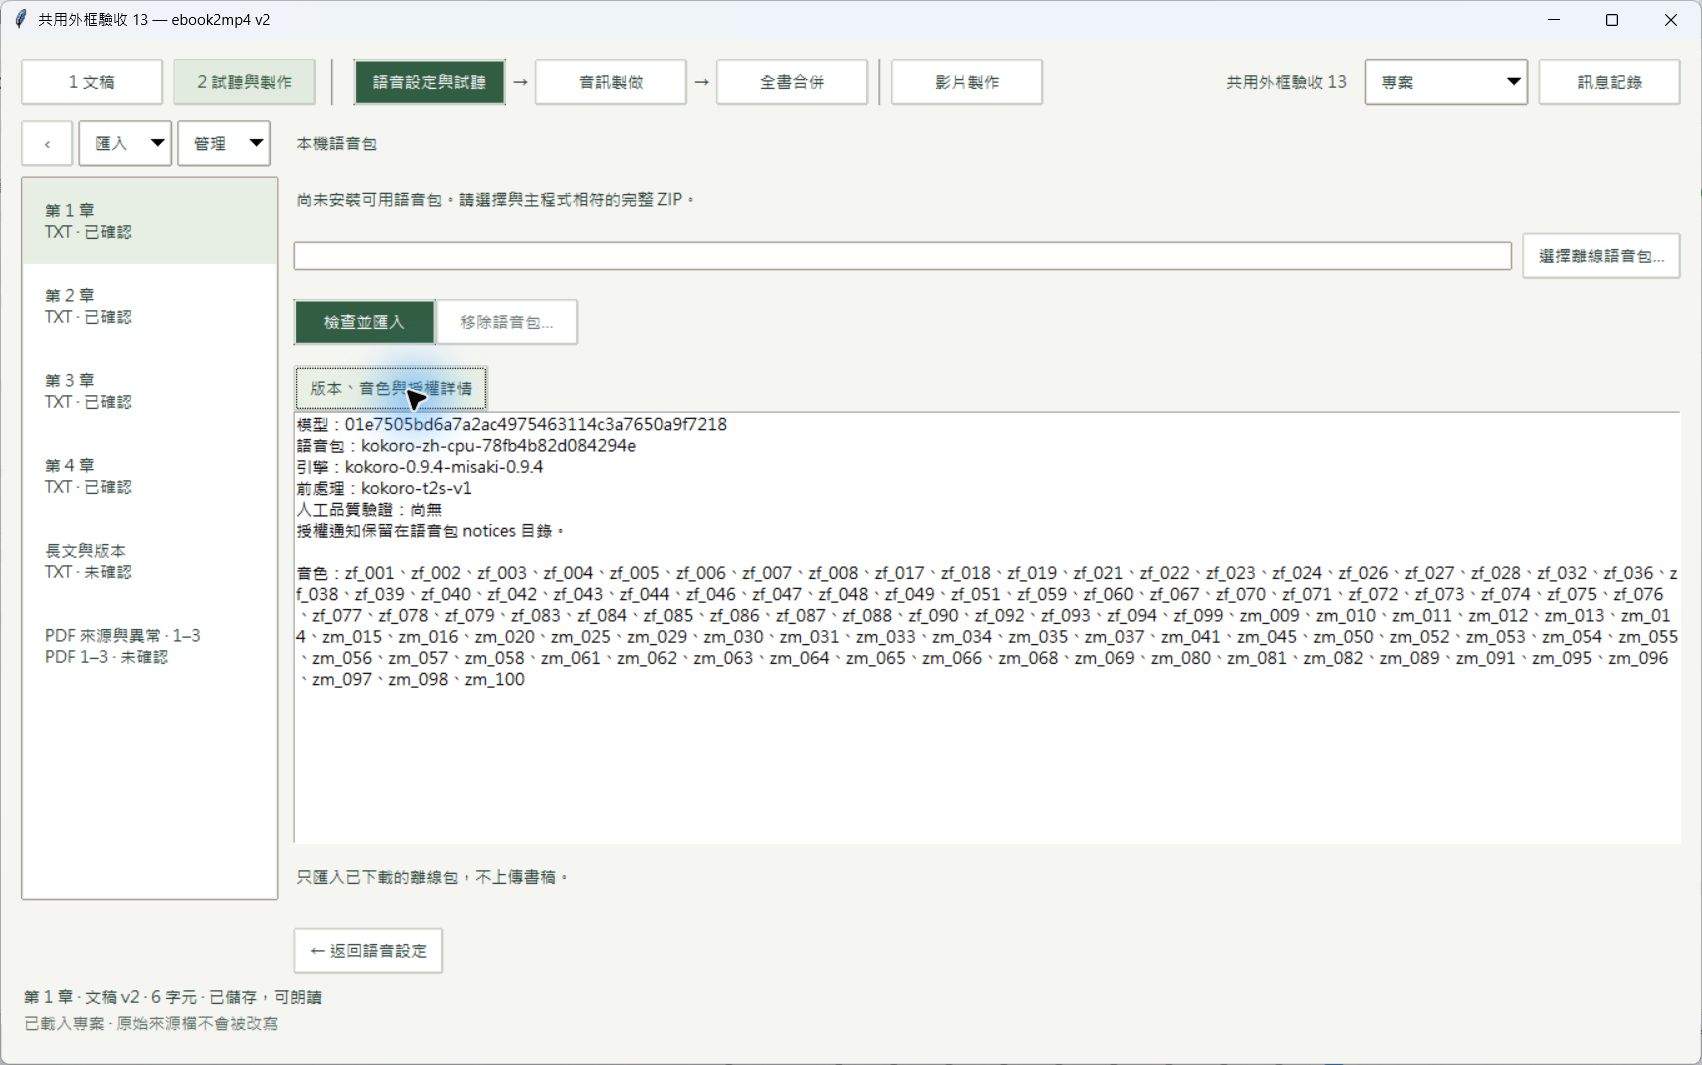 共用外框驗收 13 — ebook2mp4 v2
1 文稿
2 試聽與製作
語音設定與試聽
→
音訊製做
→
全書合併
影片製作
共用外框驗收 13
專案
訊息記錄
‹
匯入
管理
本機語音包
第 1 章
TXT · 已確認
第 2 章
TXT · 已確認
第 3 章
TXT · 已確認
第 4 章
TXT · 已確認
長文與版本
TXT · 未確認
PDF 來源與異常 · 1–3
PDF 1–3 · 未確認
尚未安裝可用語音包。請選擇與主程式相符的完整 ZIP。
選擇離線語音包...
檢查並匯入
移除語音包...
版本、音色與授權詳情
模型：01e7505bd6a7a2ac4975463114c3a7650a9f7218
語音包：kokoro-zh-cpu-78fb4b82d084294e
引擎：kokoro-0.9.4-misaki-0.9.4
前處理：kokoro-t2s-v1
人工品質驗證：尚無
授權通知保留在語音包 notices 目錄。
音色：zf_001、zf_002、zf_003、zf_004、zf_005、zf_006、zf_007、zf_008、zf_017、zf_018、zf_019、zf_021、zf_022、zf_023、zf_024、zf_026、zf_027、zf_028、zf_032、zf_036、z
f_038、zf_039、zf_040、zf_042、zf_043、zf_044、zf_046、zf_047、zf_048、zf_049、zf_051、zf_059、zf_060、zf_067、zf_070、zf_071、zf_072、zf_073、zf_074、zf_075、zf_076
、zf_077、zf_078、zf_079、zf_083、zf_084、zf_085、zf_086、zf_087、zf_088、zf_090、zf_092、zf_093、zf_094、zf_099、zm_009、zm_010、zm_011、zm_012、zm_013、zm_01
4、zm_015、zm_016、zm_020、zm_025、zm_029、zm_030、zm_031、zm_033、zm_034、zm_035、zm_037、zm_041、zm_045、zm_050、zm_052、zm_053、zm_054、zm_055
、zm_056、zm_057、zm_058、zm_061、zm_062、zm_063、zm_064、zm_065、zm_066、zm_068、zm_069、zm_080、zm_081、zm_082、zm_089、zm_091、zm_095、zm_096
、zm_097、zm_098、zm_100
只匯入已下載的離線包，不上傳書稿。
← 返回語音設定
第 1 章 · 文稿 v2 · 6 字元 · 已儲存，可朗讀
已載入專案 · 原始來源檔不會被改寫